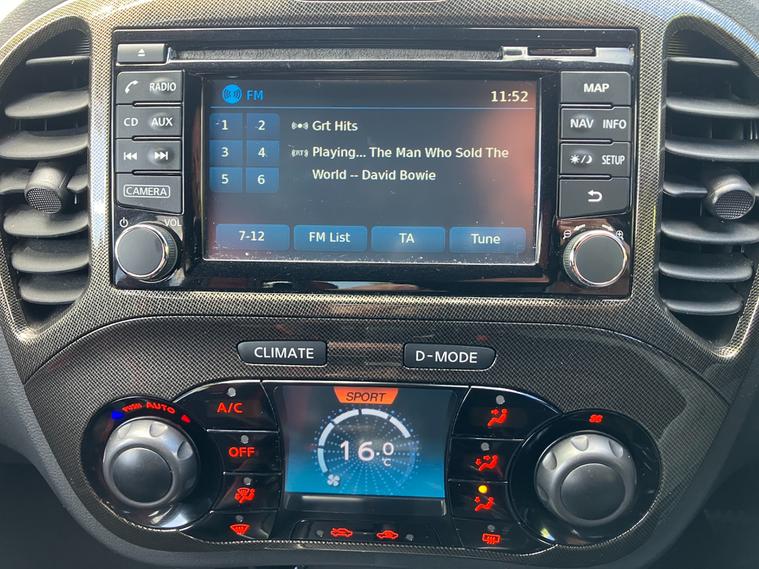 FM
11:52
RADIO
MAP
CD AUX
1 2
Grt Hits
NAV INFO
3 4
(RT) Playing... The Man Who Sold The
World -- David Bowie
SETUP
5 6
CAMERA
VOL
7-12
FM List
TA
Tune
CLIMATE
D-MODE
SPORT
PUSH AUTO
A/C
OFF
16.0
°C